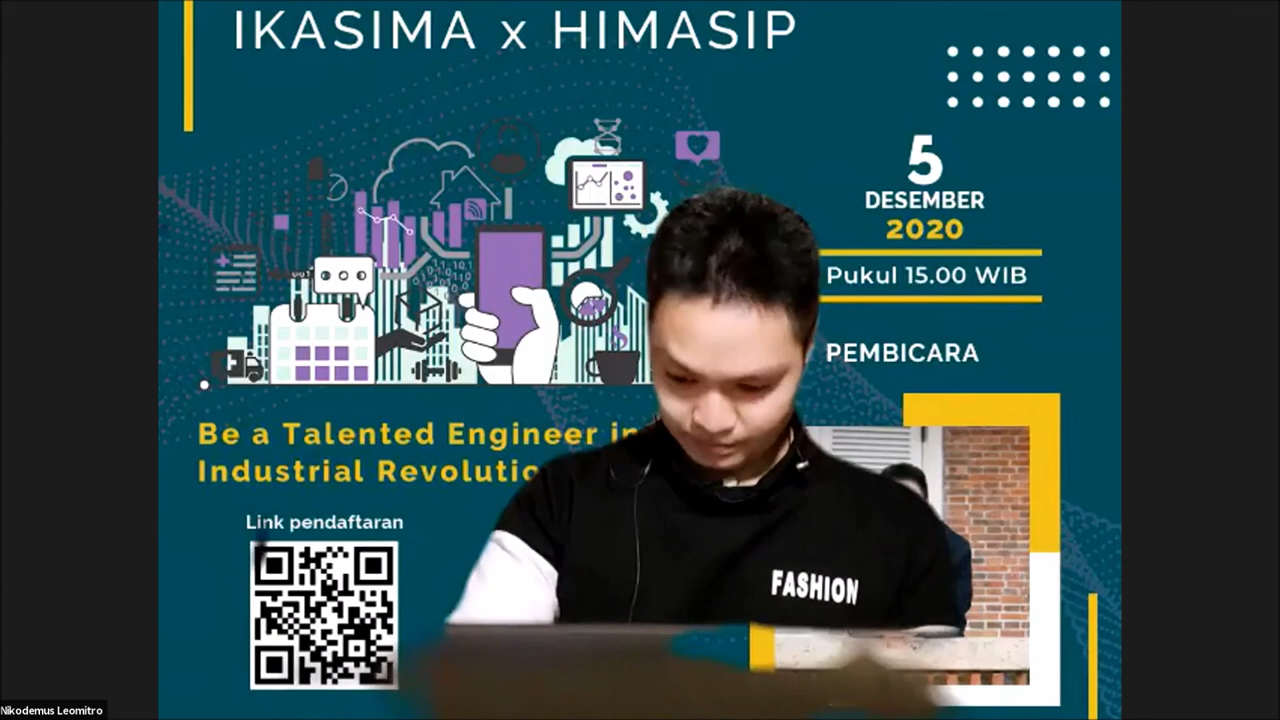 IKASIMA x HIMASIP
5
DESEMBER
2020
Pukul 15.00 WIB
PEMBICARA
Be a Talented Engineer in
Industrial Revolutio
Link pendaftaran
FASHION
Nikodemus Leomitro